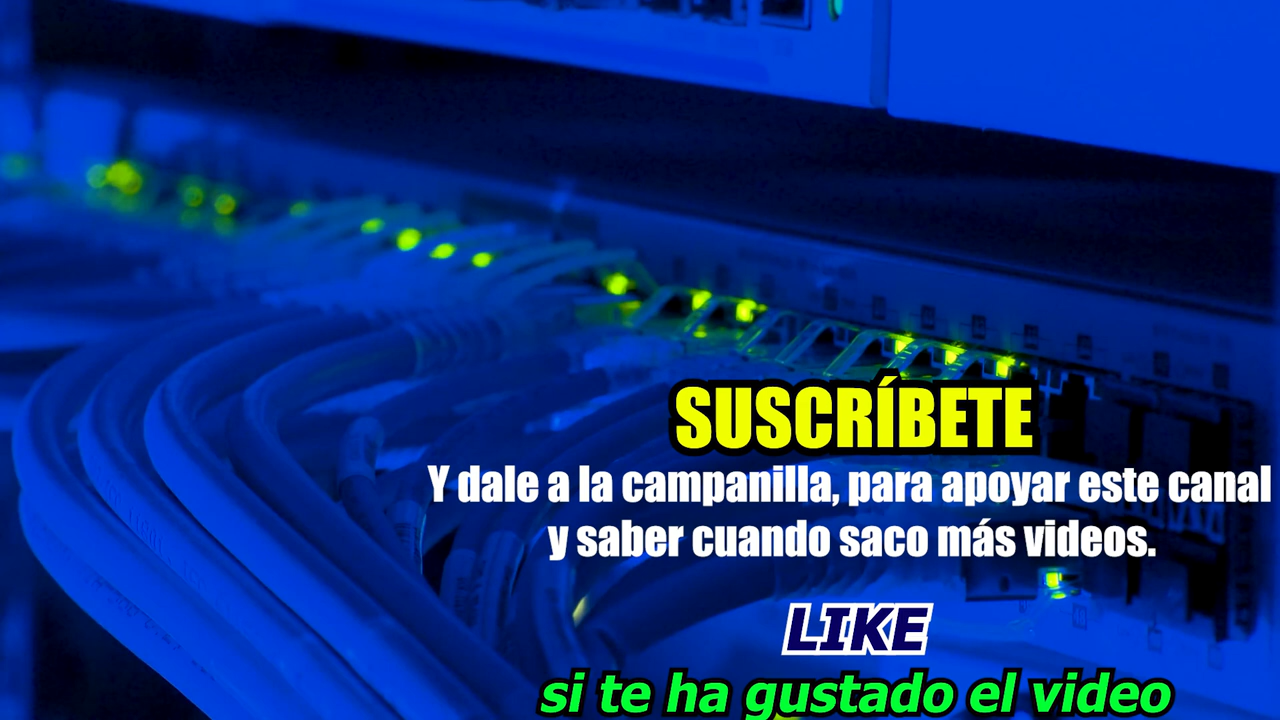 SUSCRÍBETE
Y dale a la campanilla, para apoyar este canal
y saber cuando saco más videos.
LIKE
si te ha gustado el video